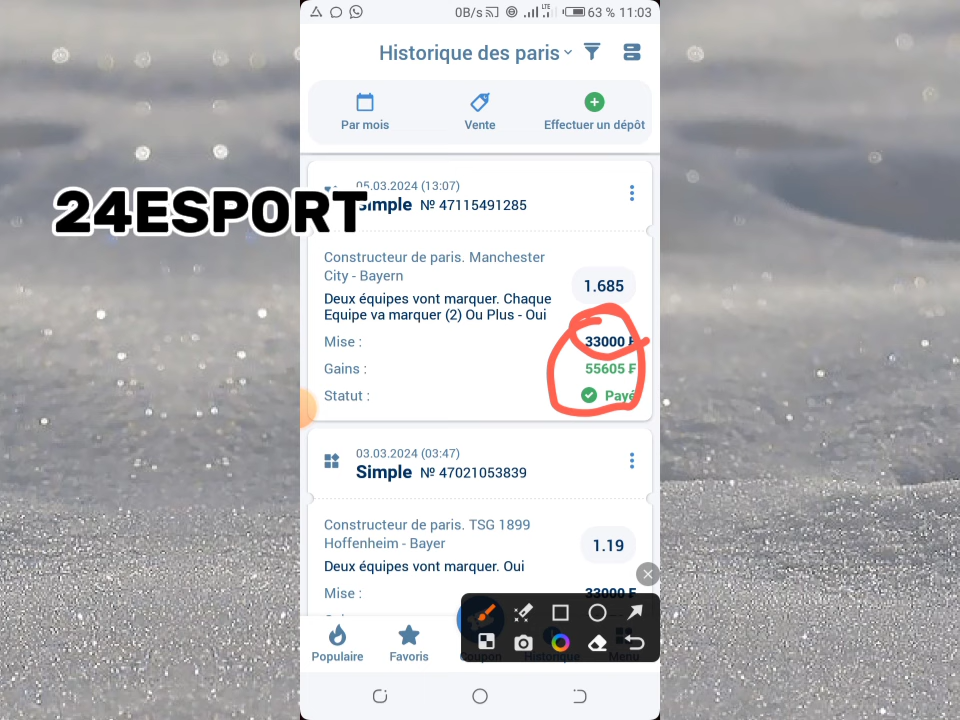 0B/s LTE 63 % 11:03
Historique des paris
Par mois
Vente
Effectuer un dépôt
24ESPORT
05.03.2024 (13:07)
Simple № 47115491285
Constructeur de paris. Manchester
City - Bayern
1.685
Deux équipes vont marquer. Chaque
Equipe va marquer (2) Ou Plus - Oui
Mise : 33000 ₣
Gains : 55605 ₣
Statut : Payé
03.03.2024 (03:47)
Simple № 47021053839
Constructeur de paris. TSG 1899
Hoffenheim - Bayer
1.19
Deux équipes vont marquer. Oui
Mise : 33000 ₣
Populaire
Favoris
Coupon
Historique
Menu